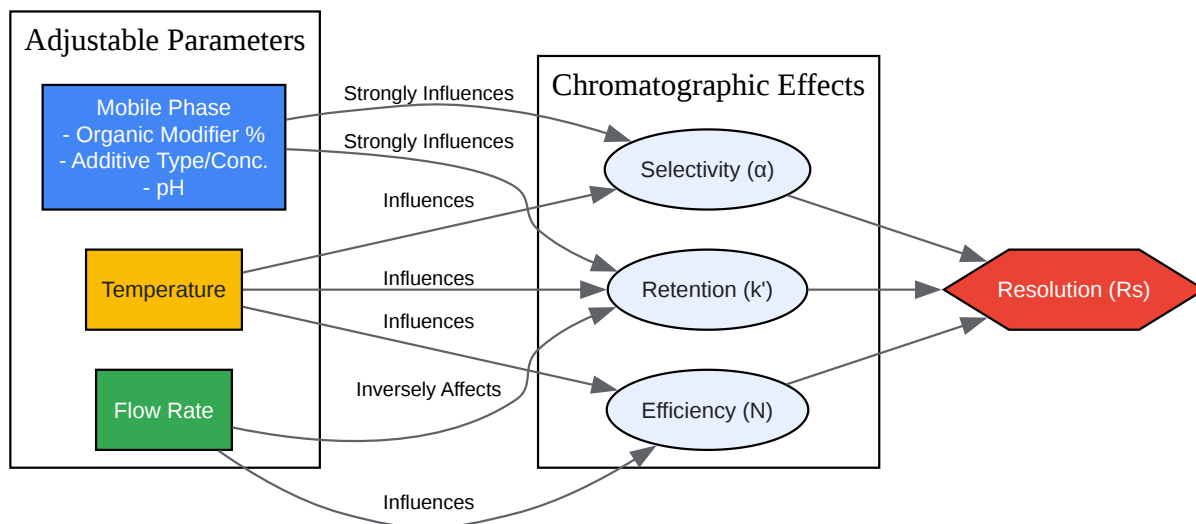 Adjustable Parameters
Mobile Phase
- Organic Modifier %
- Additive Type/Conc.
- pH
Temperature
Flow Rate
Strongly Influences
Strongly Influences
Influences
Influences
Influences
Inversely Affects
Influences
Chromatographic Effects
Selectivity (α)
Retention (k')
Efficiency (N)
Resolution (Rs)